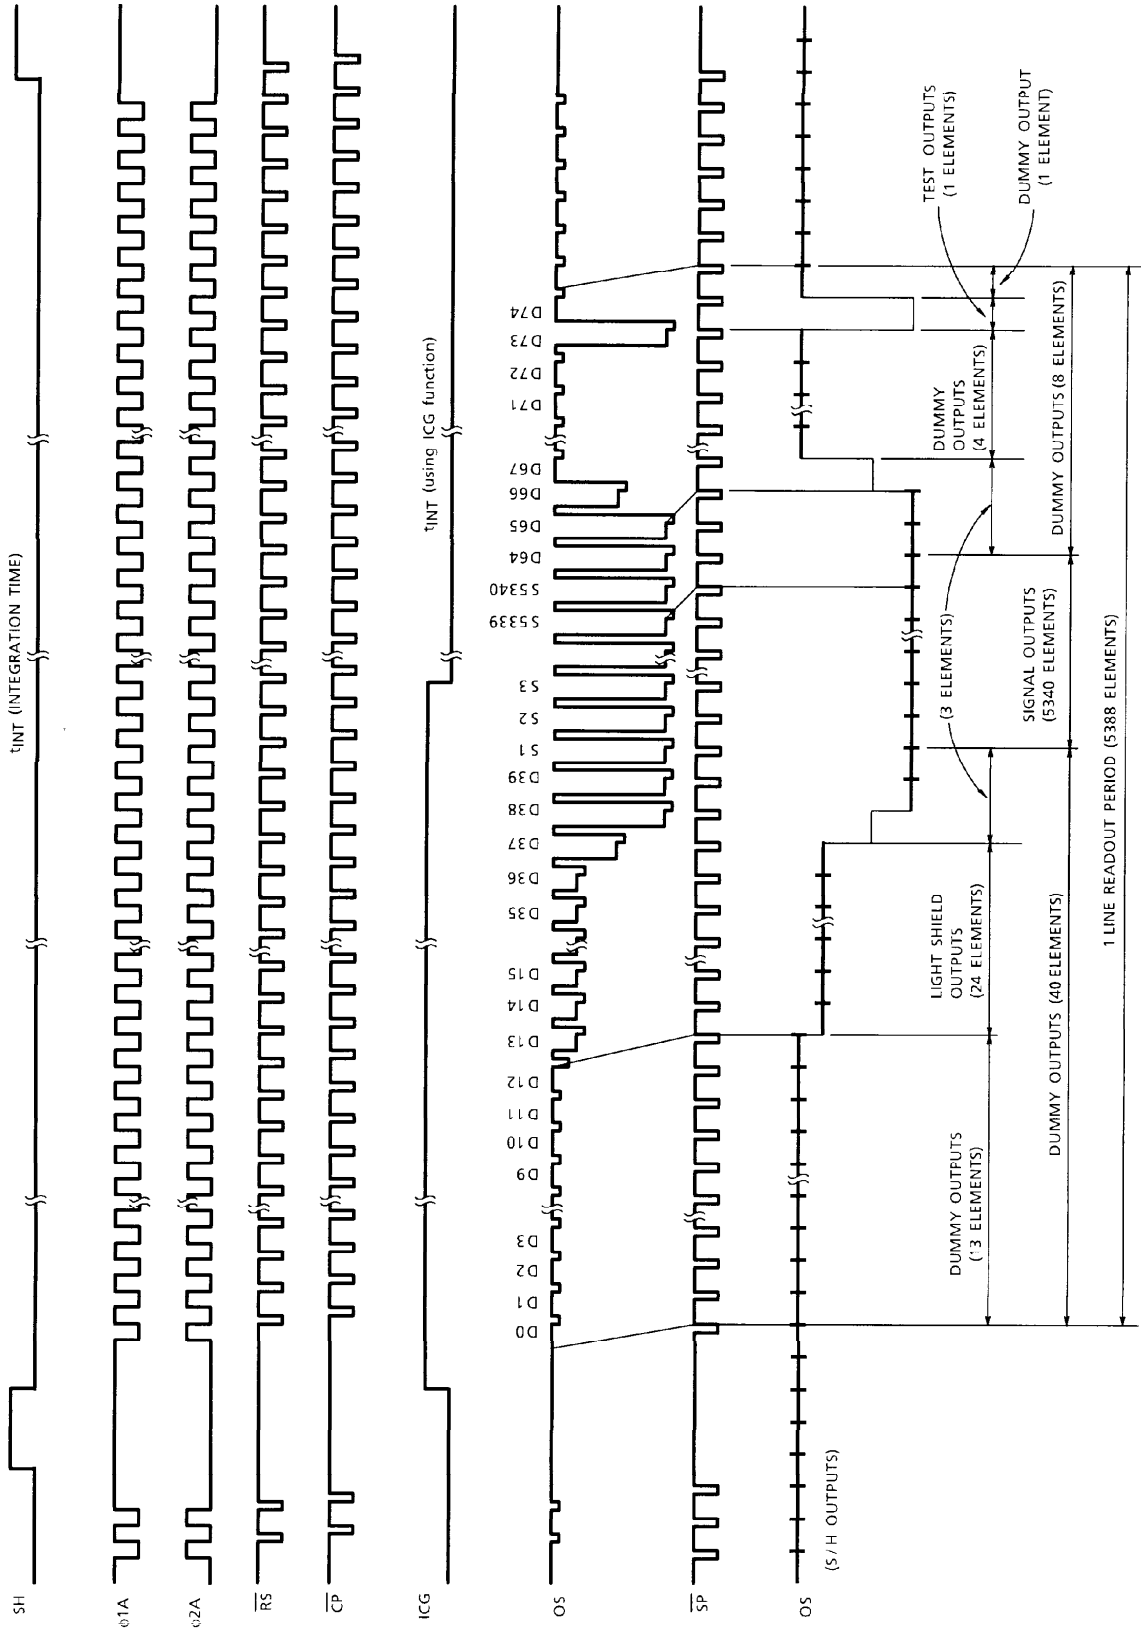 SH
tINT (INTEGRATION TIME)
φ1A
φ2A
RS
CP
ICG
tINT (using ICG function)
OS
D0
D1
D2
D3
D9
D10
D11
D12
D13
D14
D15
D35
D36
D37
D38
D39
S1
S2
S3
S5339
S5340
D64
D65
D66
D67
D71
D72
D73
D74
SP
OS
(S / H OUTPUTS)
DUMMY OUTPUTS
(13 ELEMENTS)
LIGHT SHIELD
OUTPUTS
(24 ELEMENTS)
(3 ELEMENTS)
DUMMY
OUTPUTS
(4 ELEMENTS)
TEST OUTPUTS
(1 ELEMENTS)
DUMMY OUTPUT
(1 ELEMENT)
DUMMY OUTPUTS (40 ELEMENTS)
SIGNAL OUTPUTS
(5340 ELEMENTS)
DUMMY OUTPUTS (8 ELEMENTS)
1 LINE READOUT PERIOD (5388 ELEMENTS)